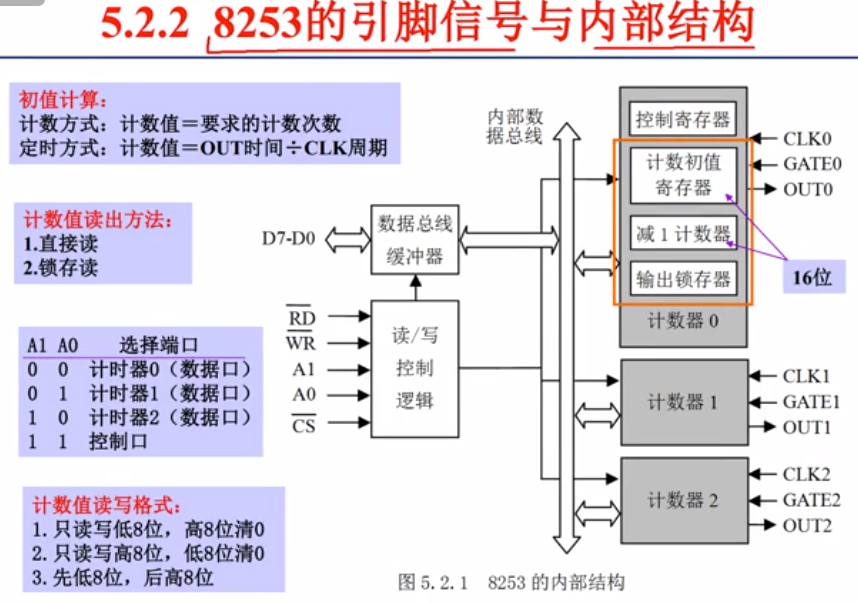 5.2.2 8253的引脚信号与内部结构
初值计算：
计数方式：计数值＝要求的计数次数
定时方式：计数值＝OUT时间÷CLK周期
计数值读出方法：
1.直接读
2.锁存读
A1 A0 选择端口
0 0 计时器0（数据口）
0 1 计时器1（数据口）
1 0 计时器2（数据口）
1 1 控制口
计数值读写格式：
1.只读写低8位，高8位清0
2.只读写高8位，低8位清0
3.先低8位，后高8位
D7-D0
数据总线
缓冲器
RD
WR
A1
A0
CS
读/写
控制
逻辑
内部数
据总线
控制寄存器
计数初值
寄存器
减1计数器
输出锁存器
计数器0
CLK0
GATE0
OUT0
16位
计数器1
CLK1
GATE1
OUT1
计数器2
CLK2
GATE2
OUT2
图5.2.1 8253的内部结构